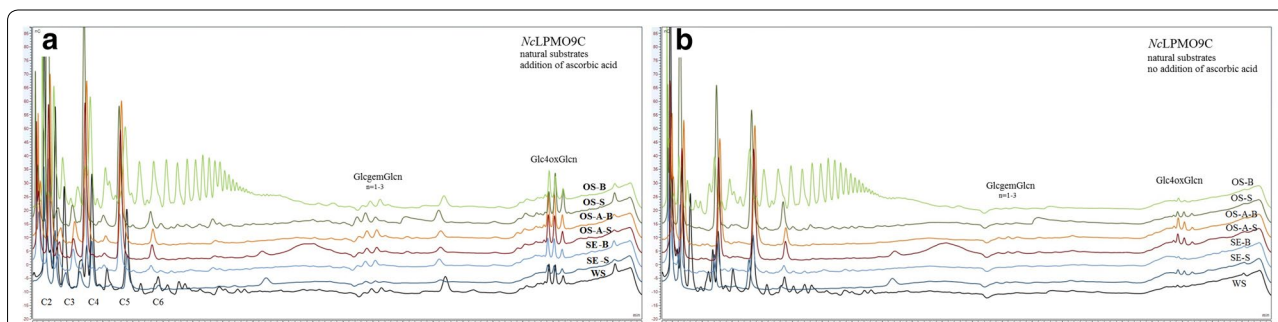 a
NcLPMO9C
natural substrates
addition of ascorbic acid
GlcgemGlcn
n=1-3
Glc4oxGlcn
OS-B
OS-S
OS-A-B
OS-A-S
SE-B
SE-S
WS
C2 C3 C4 C5 C6
min
b
NcLPMO9C
natural substrates
no addition of ascorbic acid
GlcgemGlcn
n=1-3
Glc4oxGlcn
OS-B
OS-S
OS-A-B
OS-A-S
SE-B
SE-S
WS
min